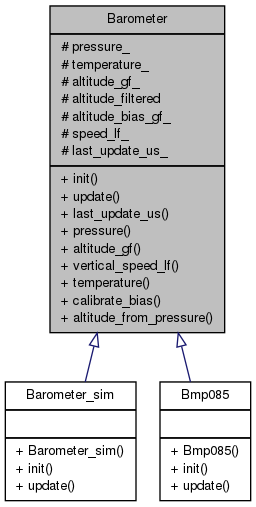 Barometer
# pressure_
# temperature_
# altitude_gf_
# altitude_filtered
# altitude_bias_gf_
# speed_lf_
# last_update_us_
+ init()
+ update()
+ last_update_us()
+ pressure()
+ altitude_gf()
+ vertical_speed_lf()
+ temperature()
+ calibrate_bias()
+ altitude_from_pressure()
Barometer_sim
+ Barometer_sim()
+ init()
+ update()
Bmp085
+ Bmp085()
+ init()
+ update()